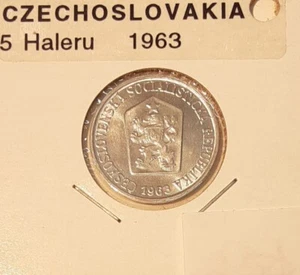 CZECHOSLOVAKIA
5 Haleru 1963
ČESKOSLOVENSKÁ SOCIALISTICKÁ REPUBLIKA
1963